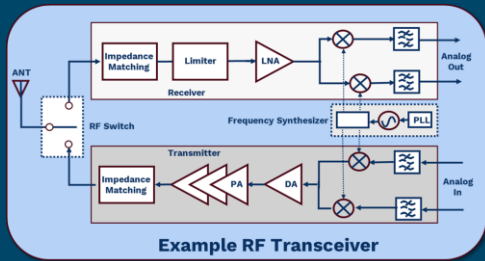 ANT
RF Switch
Impedance
Matching
Limiter
LNA
Receiver
Analog
Out
Frequency Synthesizer
PLL
Transmitter
Impedance
Matching
PA
DA
Analog
In
Example RF Transceiver